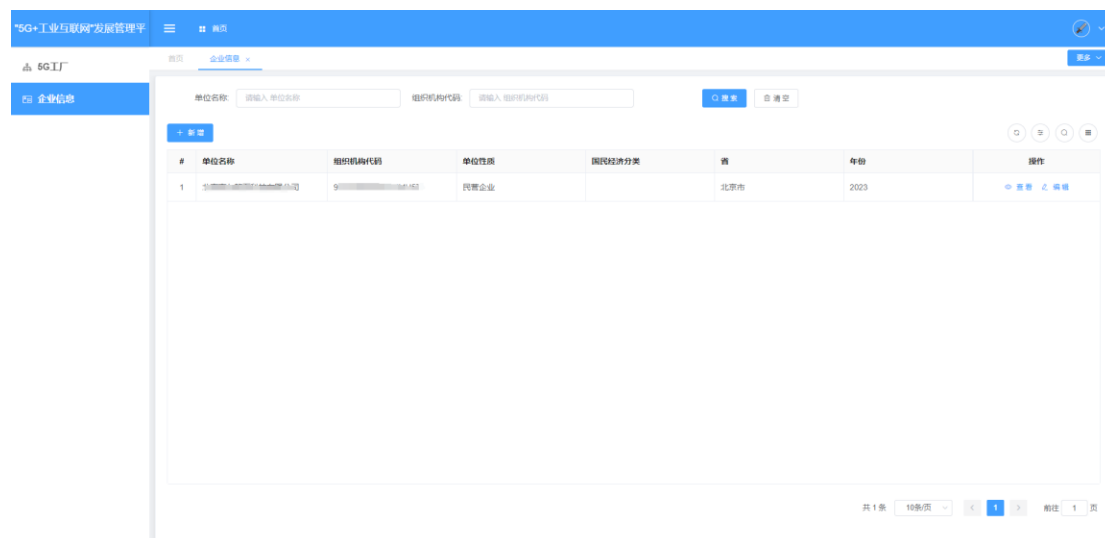 "5G+工业互联网"发展管理平
首页
更多
5G工厂
企业信息
首页 企业信息 ×
单位名称: 请输入 单位名称 组织机构代码: 请输入 组织机构代码 搜索 清空
+ 新增
# 单位名称 组织机构代码 单位性质 国民经济分类 省 年份 操作
1 民营企业 北京市 2023 查看 编辑
共 1 条 10条/页 < 1 > 前往 1 页